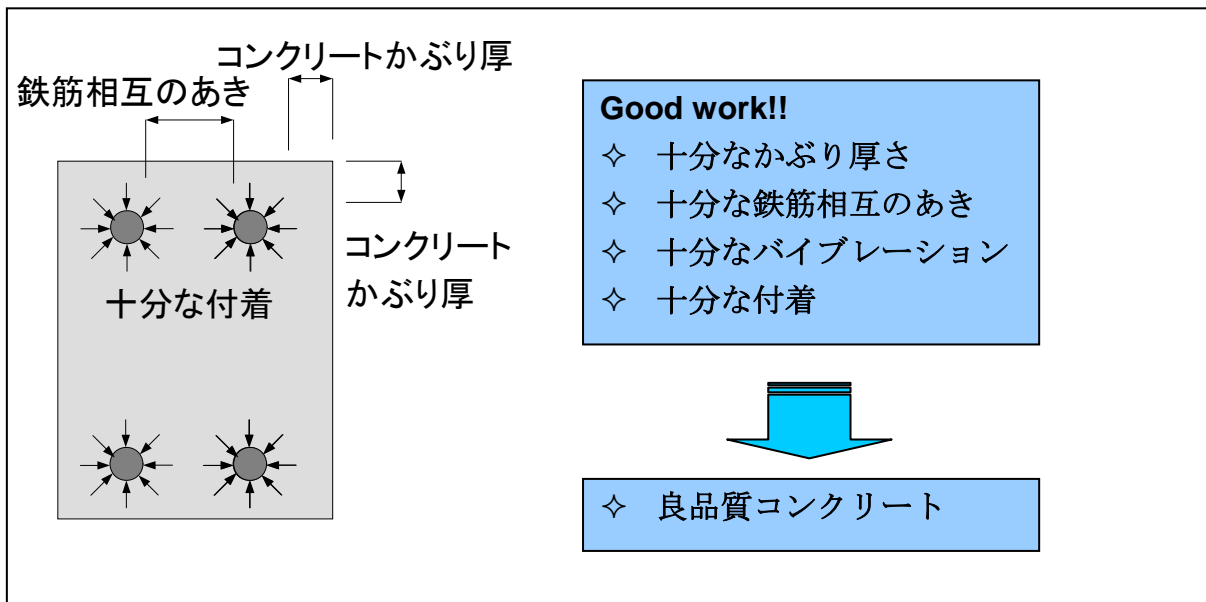 コンクリートかぶり厚
鉄筋相互のあき
コンクリート
かぶり厚
十分な付着
Good work!!
✧ 十分なかぶり厚さ
✧ 十分な鉄筋相互のあき
✧ 十分なバイブレーション
✧ 十分な付着
✧ 良品質コンクリート